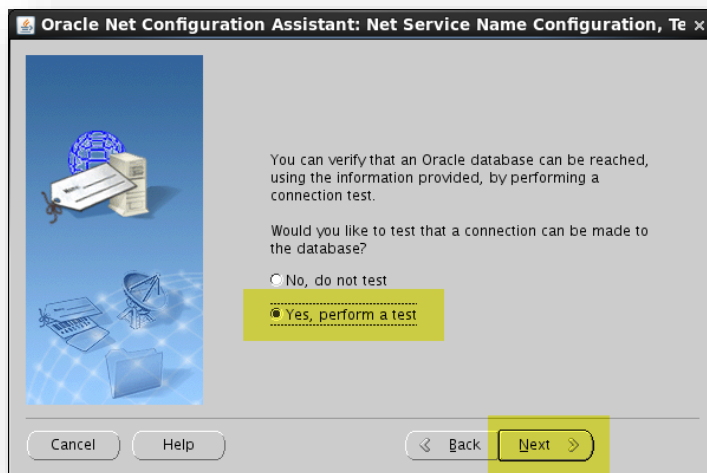 Oracle Net Configuration Assistant: Net Service Name Configuration, Te
You can verify that an Oracle database can be reached,
using the information provided, by performing a
connection test.
Would you like to test that a connection can be made to
the database?
No, do not test
Yes, perform a test
Cancel
Help
Back
Next